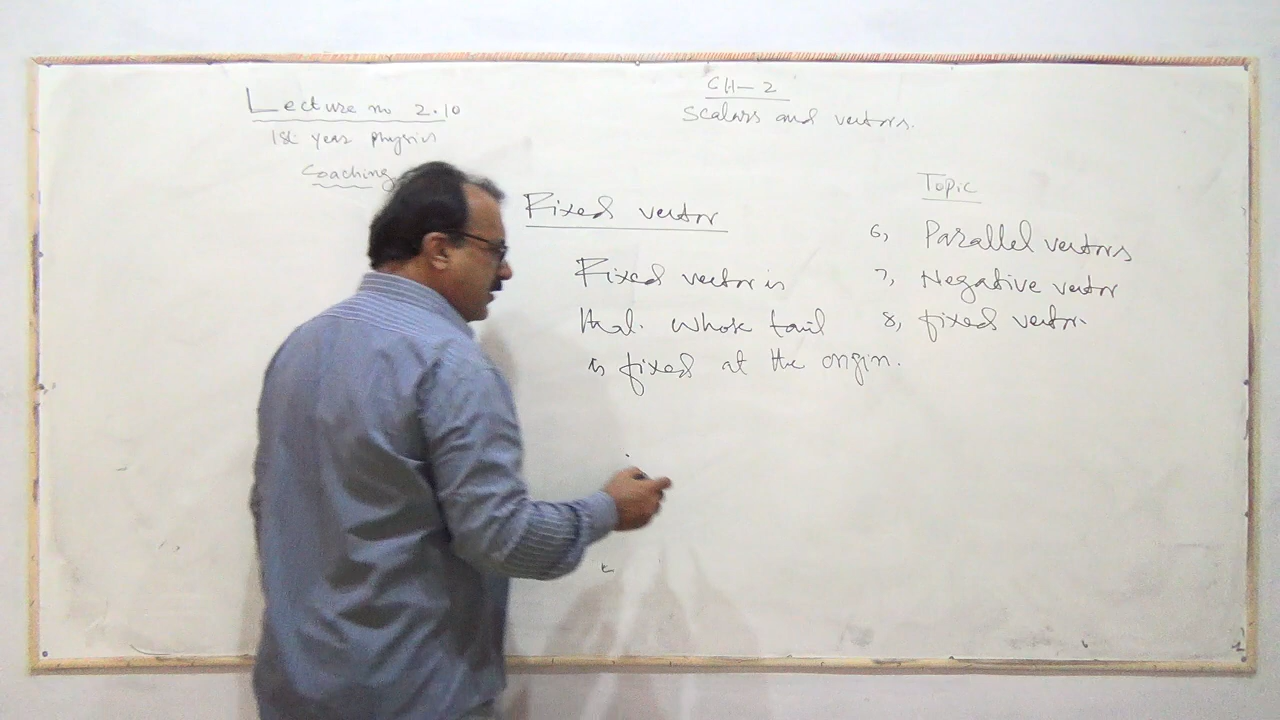 Lecture no 2.10
1st year physics
Coaching
CH-2
Scalars and vectors.
Fixed vector
Fixed vector is
that. whose tail
is fixed at the origin.
Topic
6, Parallel vectors
7, Negative vector
8, fixed vector.